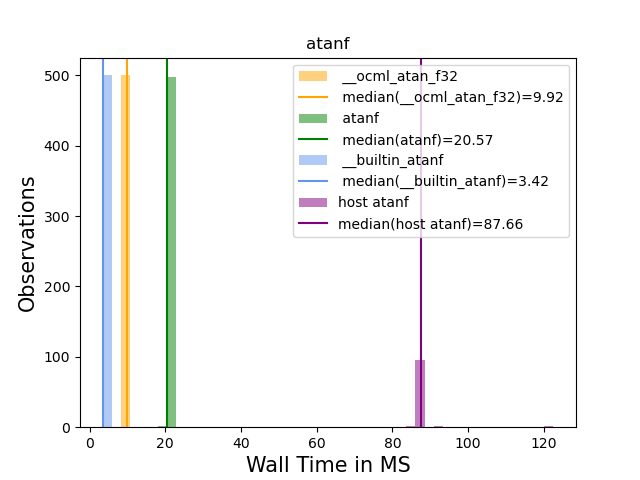 atanf
500
400
300
200
100
0
Observations
__ocml_atan_f32
median(__ocml_atan_f32)=9.92
atanf
median(atanf)=20.57
__builtin_atanf
median(__builtin_atanf)=3.42
host atanf
median(host atanf)=87.66
0 20 40 60 80 100 120
Wall Time in MS